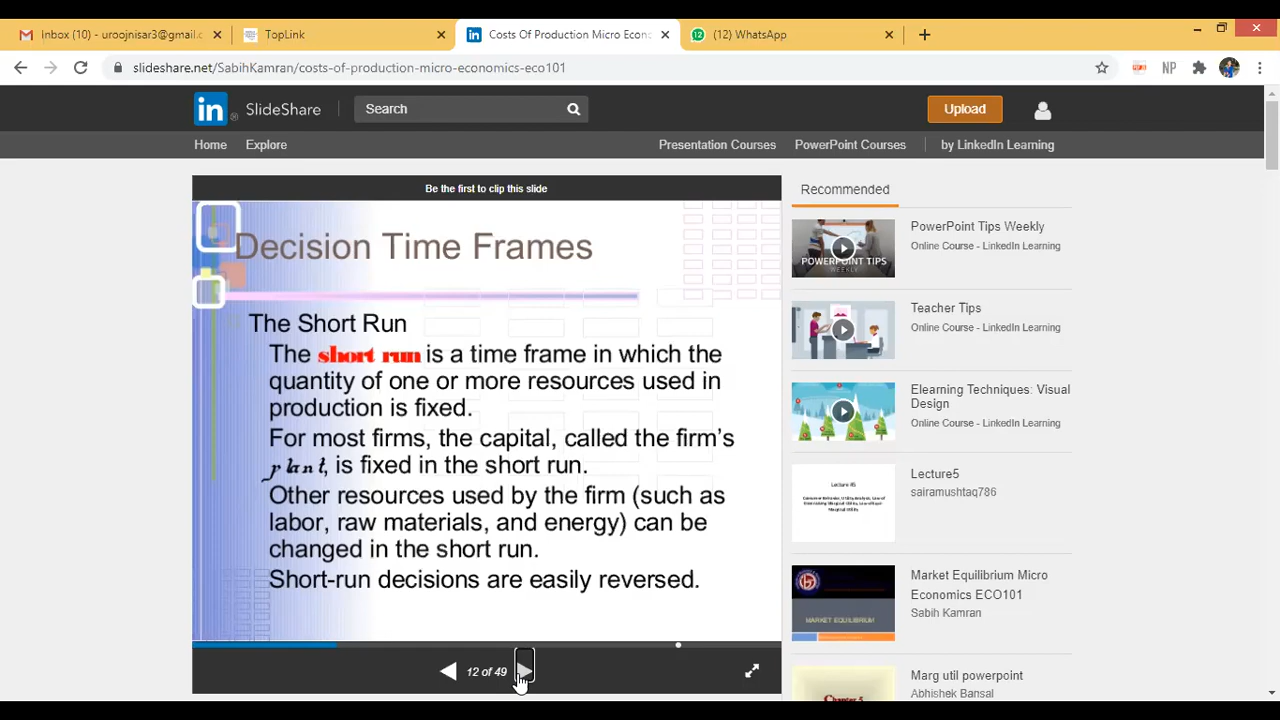 Inbox (10) - uroojnisar3@gmail.c
TopLink
Costs Of Production Micro Econ
(12) WhatsApp
slideshare.net/SabihKamran/costs-of-production-micro-economics-eco101
NP
in SlideShare
Search
Upload
Home
Explore
Presentation Courses
PowerPoint Courses
by LinkedIn Learning
Be the first to clip this slide
Decision Time Frames
The Short Run
The short run is a time frame in which the
quantity of one or more resources used in
production is fixed.
For most firms, the capital, called the firm's
plant, is fixed in the short run.
Other resources used by the firm (such as
labor, raw materials, and energy) can be
changed in the short run.
Short-run decisions are easily reversed.
12 of 49
Recommended
POWERPOINT TIPS
WEEKLY
PowerPoint Tips Weekly
Online Course - LinkedIn Learning
Teacher Tips
Online Course - LinkedIn Learning
Elearning Techniques: Visual
Design
Online Course - LinkedIn Learning
Lecture 45
Lecture5
sairamushtaq786
MARKET EQUILIBRIUM
Market Equilibrium Micro
Economics ECO101
Sabih Kamran
Chapter 5
Marg util powerpoint
Abhishek Bansal